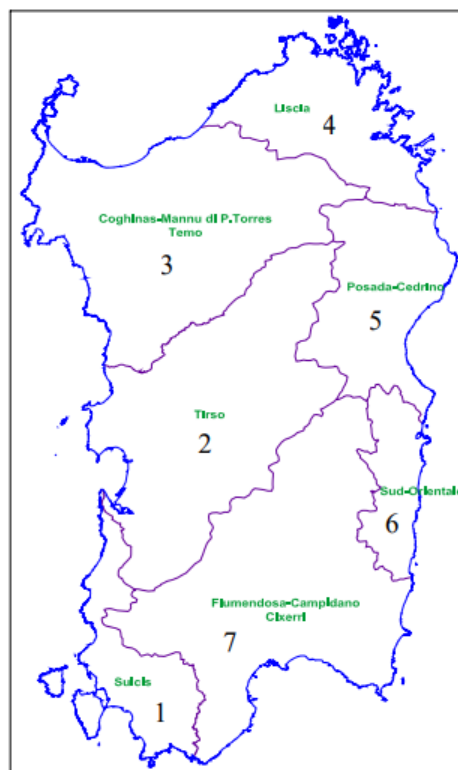 Liscia
4
Coghinas-Mannu di P.Torres
Temo
3
Posada-Cedrino
5
Tirso
2
Sud-Orientale
6
Flumendosa-Campidano
Cixerri
7
Sulcis
1